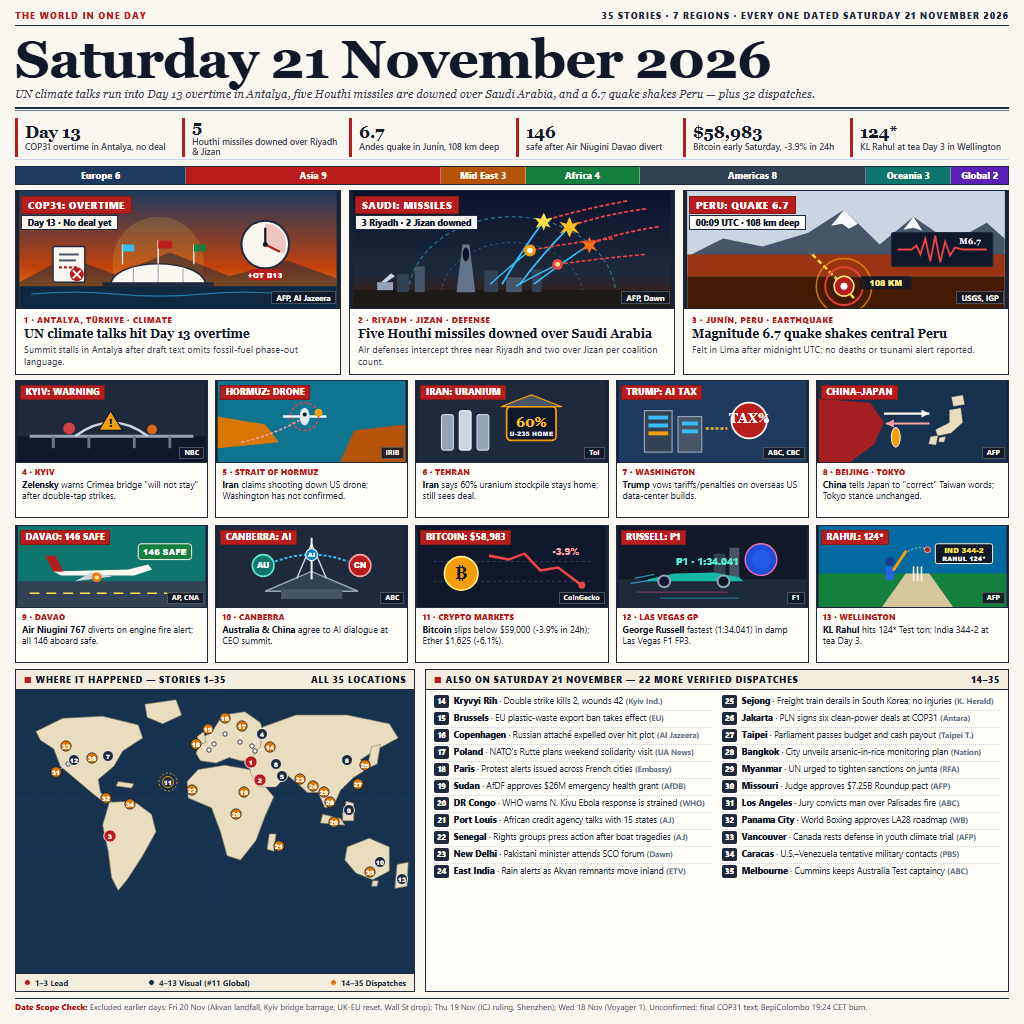 THE WORLD IN ONE DAY
35 STORIES • 7 REGIONS • EVERY ONE DATED SATURDAY 21 NOVEMBER 2026
Saturday 21 November 2026
UN climate talks run into Day 13 overtime in Antalya, five Houthi missiles are downed over Saudi Arabia, and a 6.7 quake shakes Peru — plus 32 dispatches.
Day 13
COP31 overtime in Antalya, no deal
5
Houthi missiles downed over Riyadh
& Jizan
6.7
Andes quake in Junín, 108 km deep
146
safe after Air Niugini Davao divert
$58,983
Bitcoin early Saturday, -3.9% in 24h
124*
KL Rahul at tea Day 3 in Wellington
Europe 6
Asia 9
Mid East 3
Africa 4
Americas 8
Oceania 3
Global 2
COP31: OVERTIME
Day 13 · No deal yet
+OT D13
AFP, Al Jazeera
1 · ANTALYA, TÜRKIYE · CLIMATE
UN climate talks hit Day 13 overtime
Summit stalls in Antalya after draft text omits fossil-fuel phase-out
language.
SAUDI: MISSILES
3 Riyadh · 2 Jizan downed
AFP, Dawn
2 · RIYADH · JIZAN · DEFENSE
Five Houthi missiles downed over Saudi Arabia
Air defenses intercept three near Riyadh and two over Jizan per coalition
count.
PERU: QUAKE 6.7
00:09 UTC · 108 km deep
M6.7
108 KM
USGS, IGP
3 · JUNÍN, PERU · EARTHQUAKE
Magnitude 6.7 quake shakes central Peru
Felt in Lima after midnight UTC; no deaths or tsunami alert reported.
KYIV: WARNING
!
NBC
4 · KYIV
Zelensky warns Crimea bridge "will not stay"
after double-tap strikes.
HORMUZ: DRONE
IRIB
5 · STRAIT OF HORMUZ
Iran claims shooting down US drone;
Washington has not confirmed.
IRAN: URANIUM
60%
U-235 HOME
ToI
6 · TEHRAN
Iran says 60% uranium stockpile stays home;
still sees deal.
TRUMP: AI TAX
TAX%
ABC, CBC
7 · WASHINGTON
Trump vows tariffs/penalties on overseas US
data-center builds.
CHINA–JAPAN
AFP
8 · BEIJING · TOKYO
China tells Japan to "correct" Taiwan words;
Tokyo stance unchanged.
DAVAO: 146 SAFE
146 SAFE
AP, CNA
9 · DAVAO
Air Niugini 767 diverts on engine fire alert;
all 146 aboard safe.
CANBERRA: AI
AU
AI
CN
ABC
10 · CANBERRA
Australia & China agree to AI dialogue at
CEO summit.
BITCOIN: $58,983
₿
-3.9%
CoinGecko
11 · CRYPTO MARKETS
Bitcoin slips below $59,000 (-3.9% in 24h);
Ether $1,625 (-6.1%).
RUSSELL: P1
P1 · 1:34.041
F1
12 · LAS VEGAS GP
George Russell fastest (1:34.041) in damp
Las Vegas F1 FP3.
RAHUL: 124*
IND 344-2
RAHUL 124*
AFP
13 · WELLINGTON
KL Rahul hits 124* Test ton; India 344-2 at
tea Day 3.
WHERE IT HAPPENED — STORIES 1–35
ALL 35 LOCATIONS
1–3 Lead
4–13 Visual (#11 Global)
14–35 Dispatches
ALSO ON SATURDAY 21 NOVEMBER — 22 MORE VERIFIED DISPATCHES
14–35
14 Kryvyi Rih · Double strike kills 2, wounds 42 (Kyiv Ind.)
15 Brussels · EU plastic-waste export ban takes effect (EU)
16 Copenhagen · Russian attaché expelled over hit plot (Al Jazeera)
17 Poland · NATO's Rutte plans weekend solidarity visit (UA News)
18 Paris · Protest alerts issued across French cities (Embassy)
19 Sudan · AfDF approves $26M emergency health grant (AfDB)
20 DR Congo · WHO warns N. Kivu Ebola response is strained (WHO)
21 Port Louis · African credit agency talks with 15 states (AJ)
22 Senegal · Rights groups press action after boat tragedies (AJ)
23 New Delhi · Pakistani minister attends SCO forum (Dawn)
24 East India · Rain alerts as Akvan remnants move inland (ETV)
25 Sejong · Freight train derails in South Korea; no injuries (K. Herald)
26 Jakarta · PLN signs six clean-power deals at COP31 (Antara)
27 Taipei · Parliament passes budget and cash payout (Taipei T.)
28 Bangkok · City unveils arsenic-in-rice monitoring plan (Nation)
29 Myanmar · UN urged to tighten sanctions on junta (RFA)
30 Missouri · Judge approves $7.25B Roundup pact (AFP)
31 Los Angeles · Jury convicts man over Palisades fire (ABC)
32 Panama City · World Boxing approves LA28 roadmap (WB)
33 Vancouver · Canada rests defense in youth climate trial (AFP)
34 Caracas · U.S.–Venezuela tentative military contacts (PBS)
35 Melbourne · Cummins keeps Australia Test captaincy (ABC)
Date Scope Check: Excluded earlier days: Fri 20 Nov (Akvan landfall, Kyiv bridge barrage, UK-EU reset, Wall St drop); Thu 19 Nov (ICJ ruling, Shenzhen); Wed 18 Nov (Voyager 1). Unconfirmed: final COP31 text; BepiColombo 19:24 CET burn.